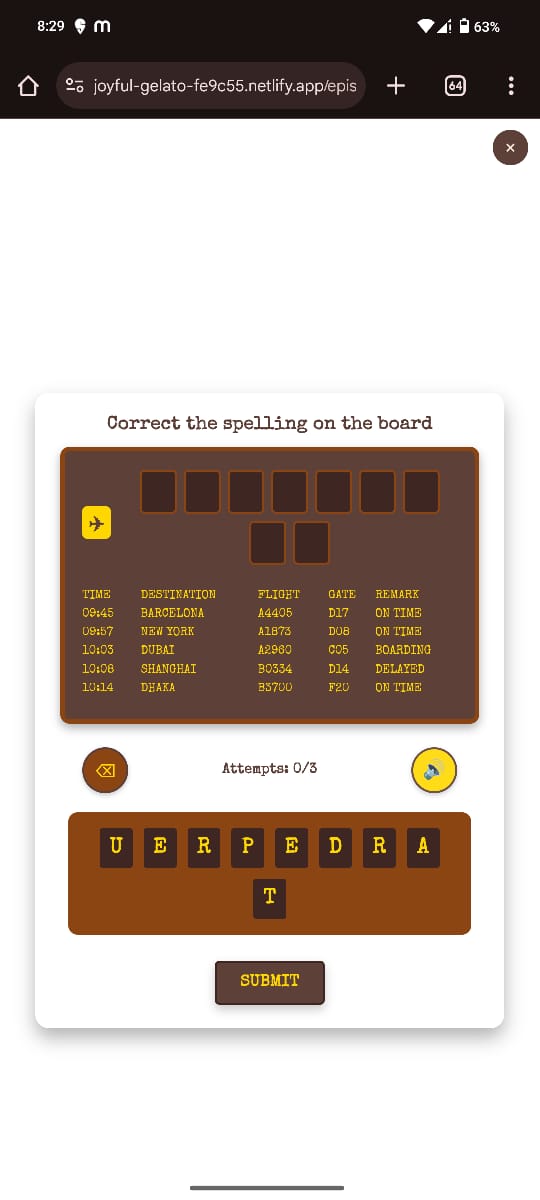 8:29 m 63%
joyful-gelato-fe9c55.netlify.app/epis
64
×
Correct the spelling on the board
TIME DESTINATION FLIGHT GATE REMARK
09:45 BARCELONA A4405 D17 ON TIME
09:57 NEW YORK A1873 D08 ON TIME
10:03 DUBAI A2960 C05 BOARDING
10:08 SHANGHAI B0334 D14 DELAYED
10:14 DHAKA B3700 F20 ON TIME
Attempts: 0/3
U E R P E D R A
T
SUBMIT